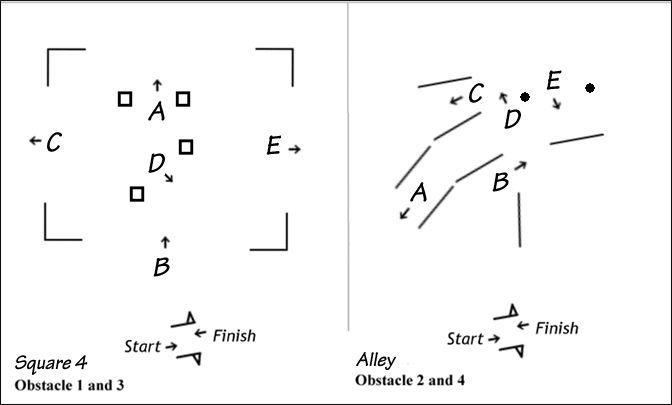 A
C
D
E
B
Finish
Start
Square 4
Obstacle 1 and 3
E
C
D
B
A
Finish
Start
Alley
Obstacle 2 and 4